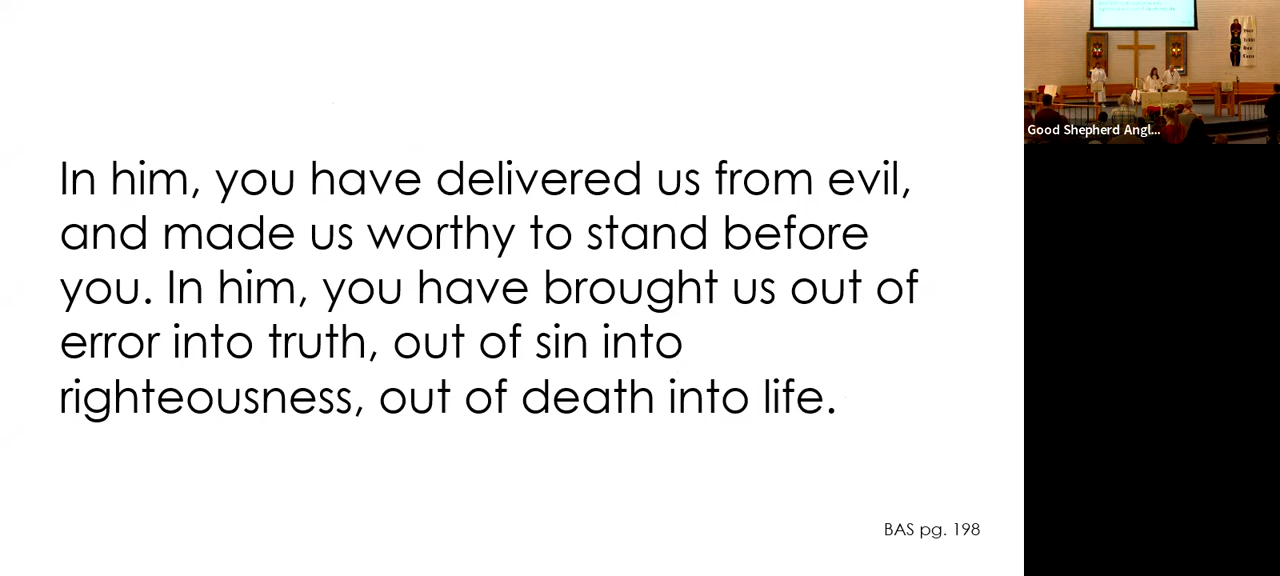 In him, you have delivered us from evil,
and made us worthy to stand before
you. In him, you have brought us out of
error into truth, out of sin into
righteousness, out of death into life.
BAS pg. 198
Good Shepherd Angl...